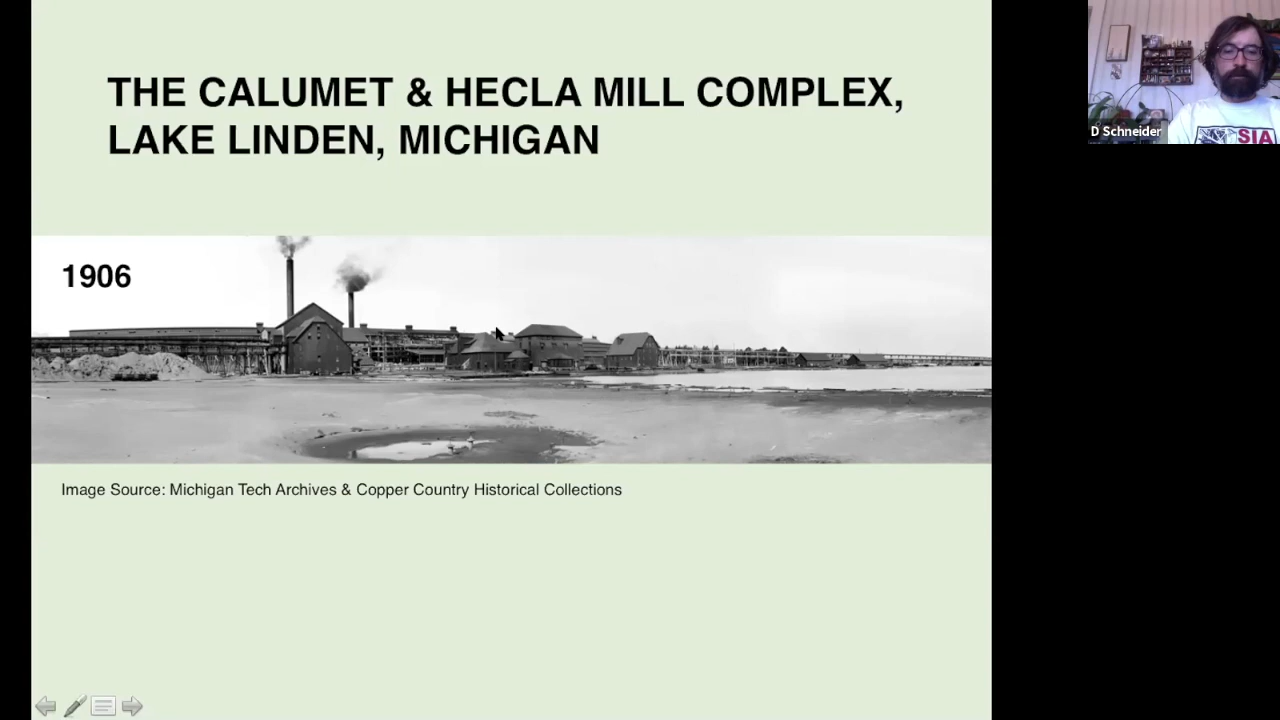 THE CALUMET & HECLA MILL COMPLEX,
LAKE LINDEN, MICHIGAN
1906
Image Source: Michigan Tech Archives & Copper Country Historical Collections
D Schneider
SIA